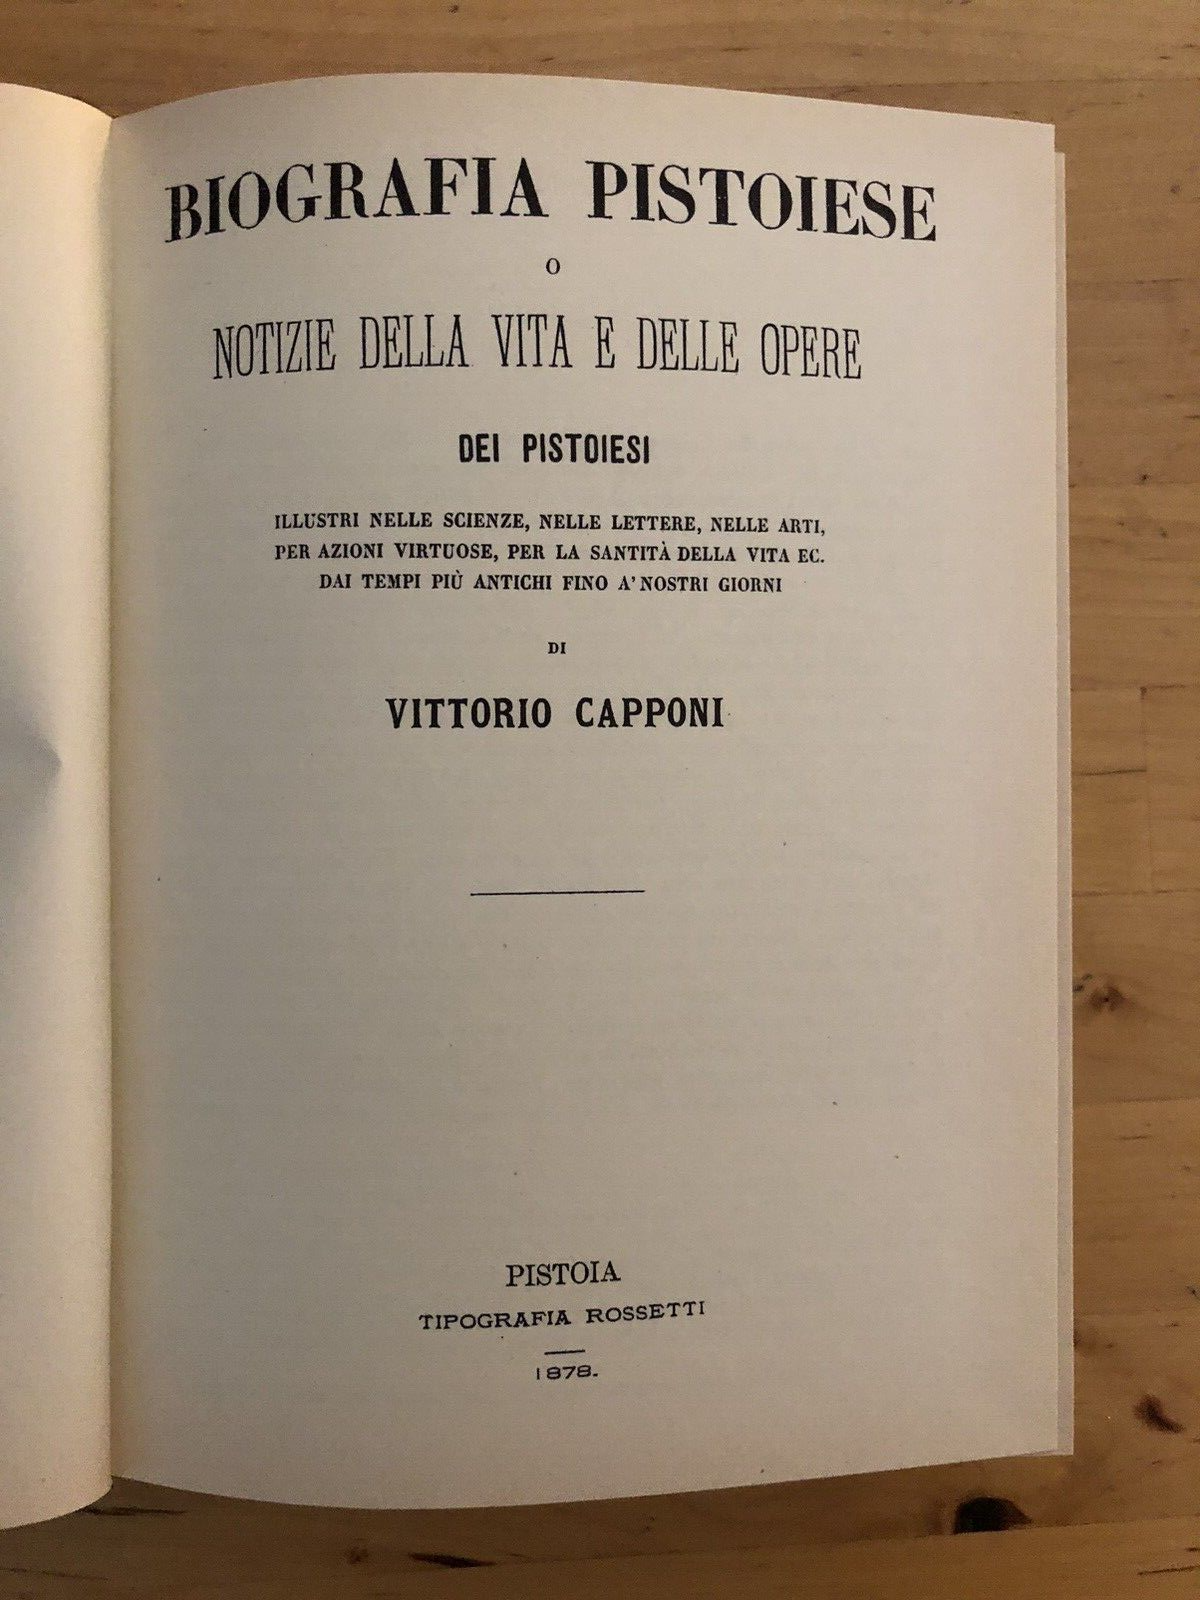 BIOGRAFIA PISTOIESE
O
NOTIZIE DELLA VITA E DELLE OPERE
DEI PISTOIESI
ILLUSTRI NELLE SCIENZE, NELLE LETTERE, NELLE ARTI,
PER AZIONI VIRTUOSE, PER LA SANTITÀ DELLA VITA EC.
DAI TEMPI PIÙ ANTICHI FINO A' NOSTRI GIORNI
DI
VITTORIO CAPPONI
PISTOIA
TIPOGRAFIA ROSSETTI
1878.